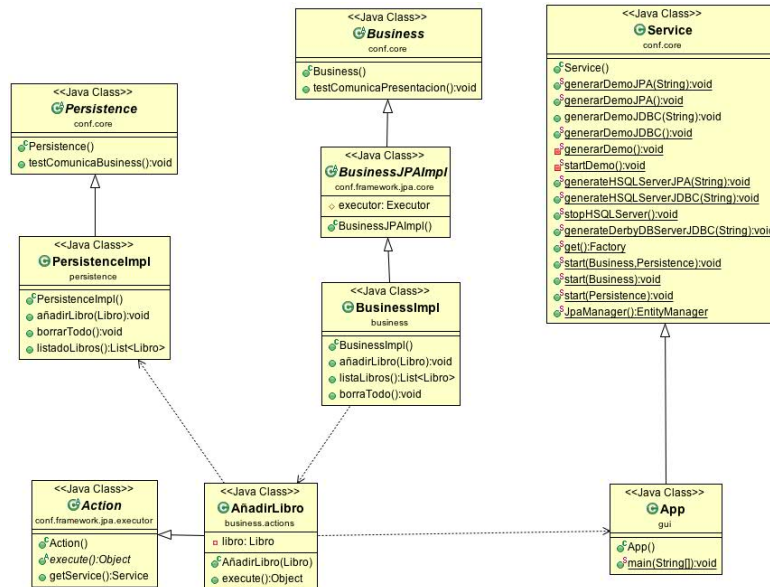 <<Java Class>>
Business
conf.core
Business()
testComunicaPresentacion():void
<<Java Class>>
Service
conf.core
Service()
generarDemoJPA(String):void
generarDemoJPA():void
generarDemoJDBC(String):void
generarDemoJDBC():void
generarDemo():void
startDemo():void
generateHSQLServerJPA(String):void
generateHSQLServerJDBC(String):void
stopHSQLServer():void
generateDerbyDBServerJDBC(String):void
get():Factory
start(Business,Persistence):void
start(Business):void
start(Persistence):void
JpaManager():EntityManager
<<Java Class>>
Persistence
conf.core
Persistence()
testComunicaBusiness():void
<<Java Class>>
BusinessJPAImpl
conf.framework.jpa.core
executor: Executor
BusinessJPAImpl()
<<Java Class>>
PersistenceImpl
persistence
PersistenceImpl()
añadirLibro(Libro):void
borrarTodo():void
listadoLibros():List<Libro>
<<Java Class>>
BusinessImpl
business
BusinessImpl()
añadirLibro(Libro):void
listaLibros():List<Libro>
borraTodo():void
<<Java Class>>
Action
conf.framework.jpa.executor
Action()
execute():Object
getService():Service
<<Java Class>>
AñadirLibro
business.actions
libro: Libro
AñadirLibro(Libro)
execute():Object
<<Java Class>>
App
gui
App()
main(String[]):void